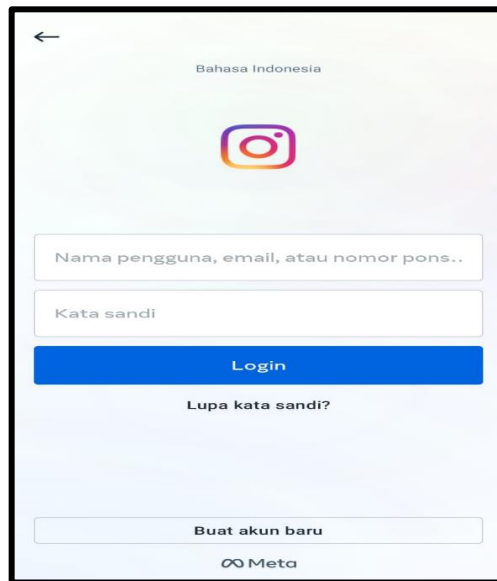 Bahasa Indonesia
Nama pengguna, email, atau nomor pons..
Kata sandi
Login
Lupa kata sandi?
Buat akun baru
Meta